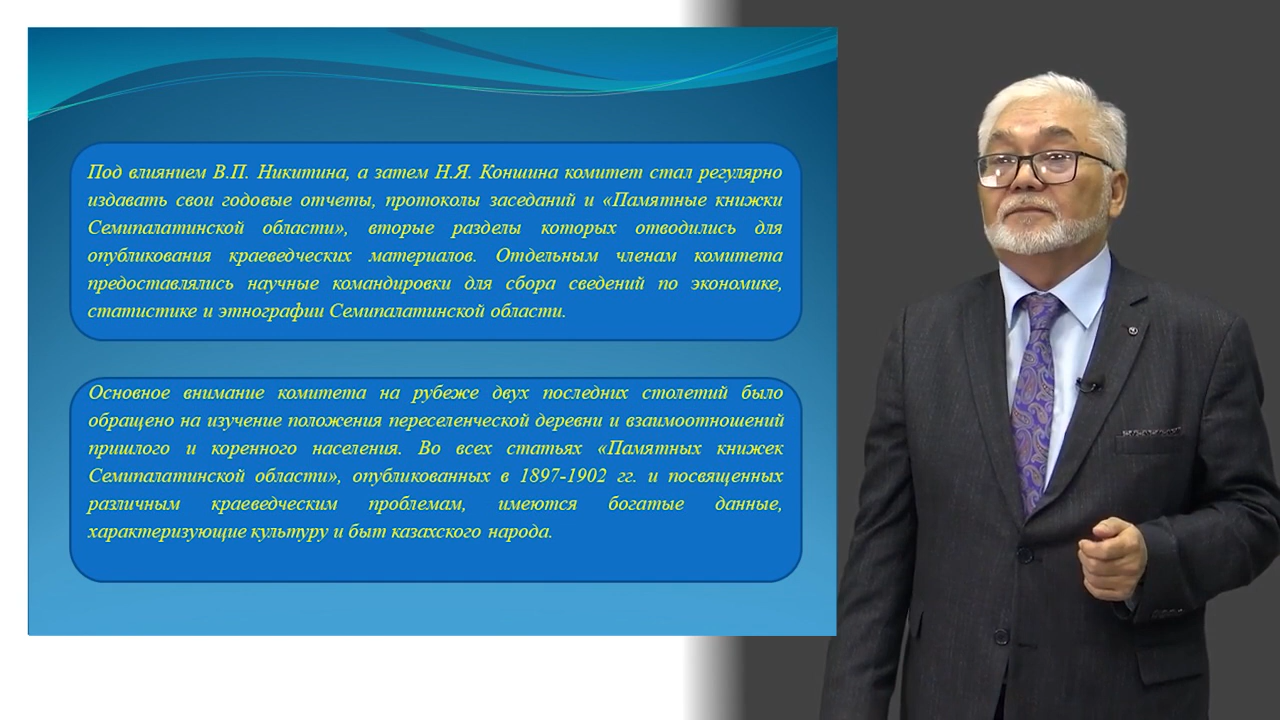 Под влиянием В.П. Никитина, а затем Н.Я. Коншина комитет стал регулярно
издавать свои годовые отчеты, протоколы заседаний и «Памятные книжки
Семипалатинской области», вторые разделы которых отводились для
опубликования краеведческих материалов. Отдельным членам комитета
предоставлялись научные командировки для сбора сведений по экономике,
статистике и этнографии Семипалатинской области.
Основное внимание комитета на рубеже двух последних столетий было
обращено на изучение положения переселенческой деревни и взаимоотношений
пришлого и коренного населения. Во всех статьях «Памятных книжек
Семипалатинской области», опубликованных в 1897-1902 гг. и посвященных
различным краеведческим проблемам, имеются богатые данные,
характеризующие культуру и быт казахского народа.